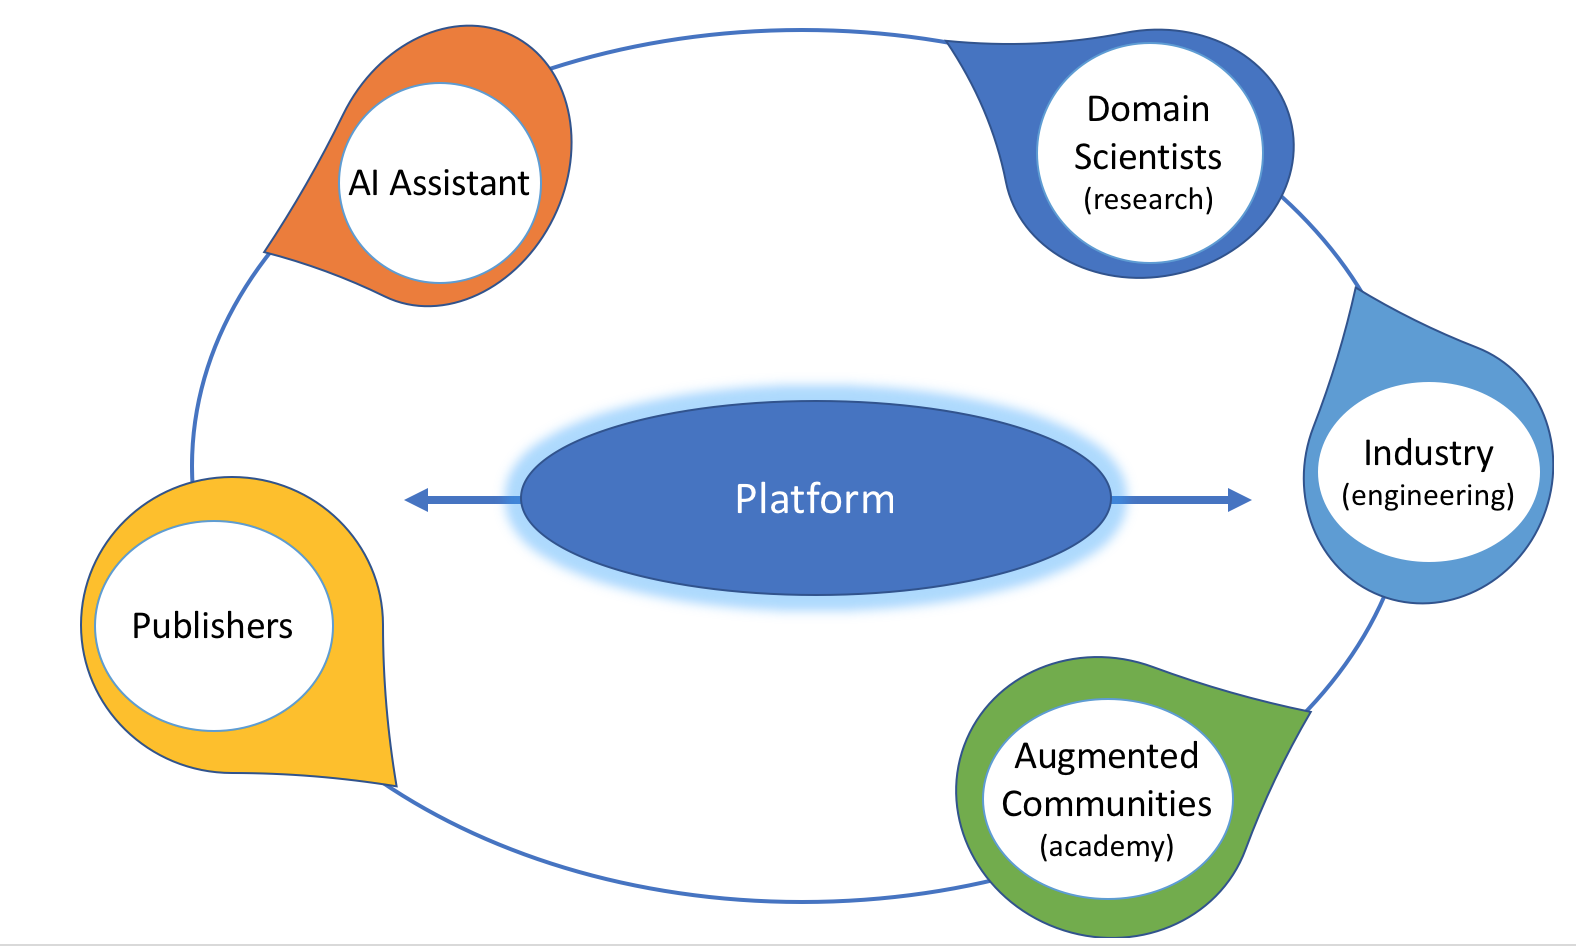 AI Assistant
Domain
Scientists
(research)
Industry
(engineering)
Platform
Publishers
Augmented
Communities
(academy)